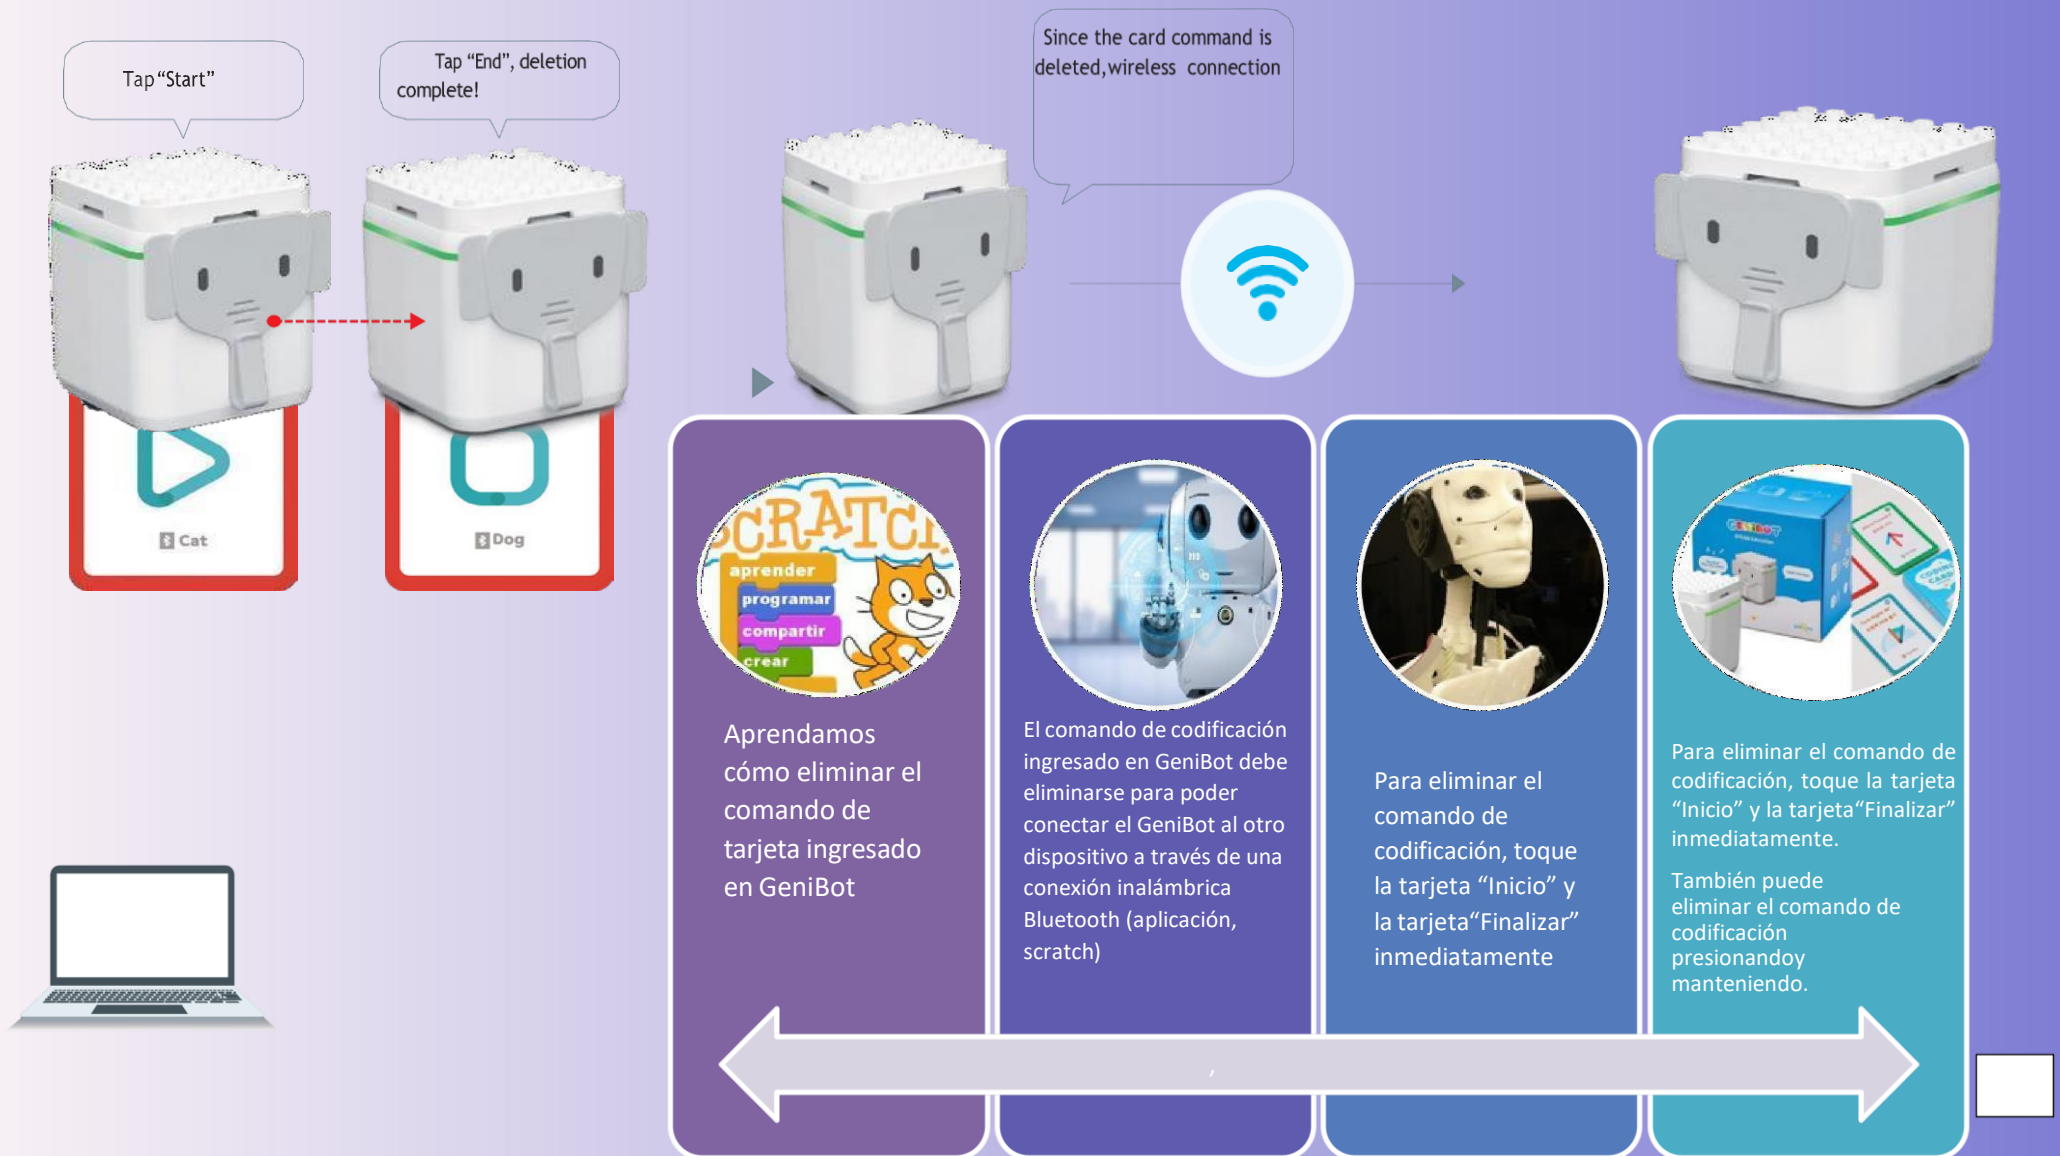 Tap “Start”
Tap “End”, deletion
complete!
Since the card command is
deleted,wireless connection
Cat
Dog
SCRATCH
aprender
programar
compartir
crear
GENIBOT
Aprendamos
cómo eliminar el
comando de
tarjeta ingresado
en GeniBot
El comando de codificación
ingresado en GeniBot debe
eliminarse para poder
conectar el GeniBot al otro
dispositivo a través de una
conexión inalámbrica
Bluetooth (aplicación,
scratch)
Para eliminar el
comando de
codificación, toque
la tarjeta “Inicio” y
la tarjeta“Finalizar”
inmediatamente
Para eliminar el comando de
codificación, toque la tarjeta
“Inicio” y la tarjeta“Finalizar”
inmediatamente.
También puede
eliminar el comando de
codificación
presionandoy
manteniendo.
,